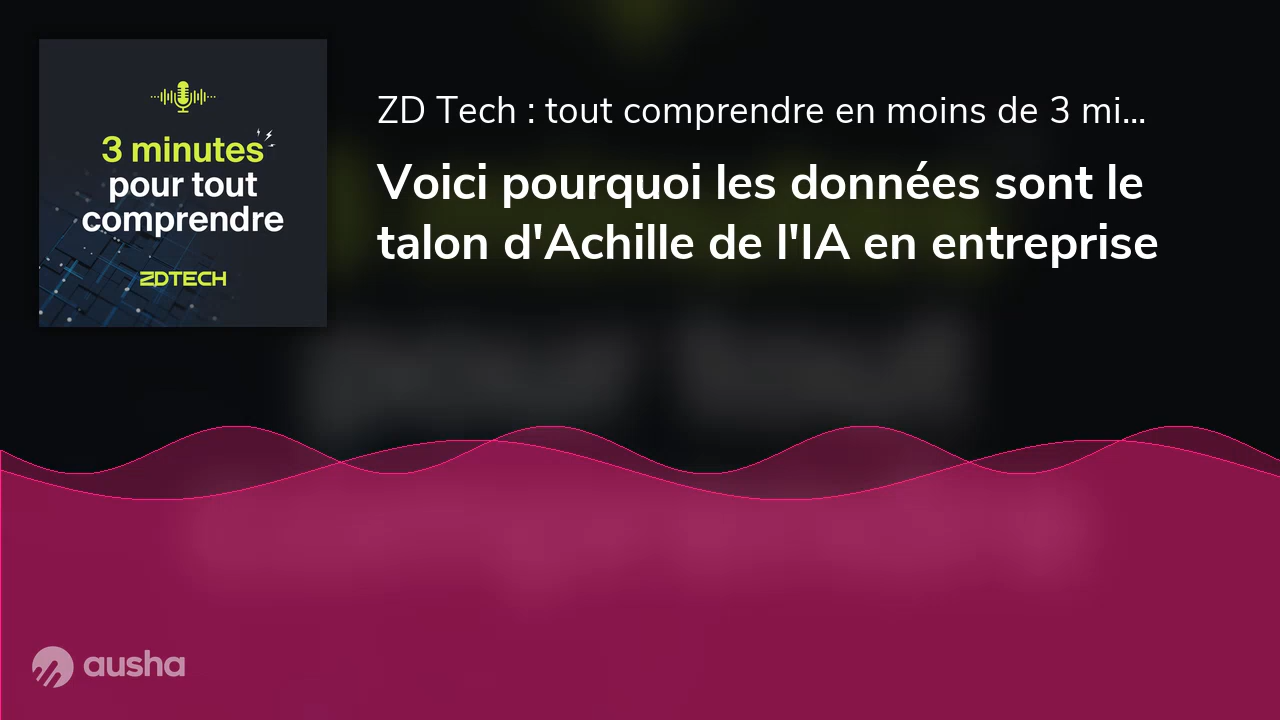 3 minutes
pour tout
comprendre
ZDTECH
ZD Tech : tout comprendre en moins de 3 mi...
Voici pourquoi les données sont le
talon d'Achille de l'IA en entreprise
ausha